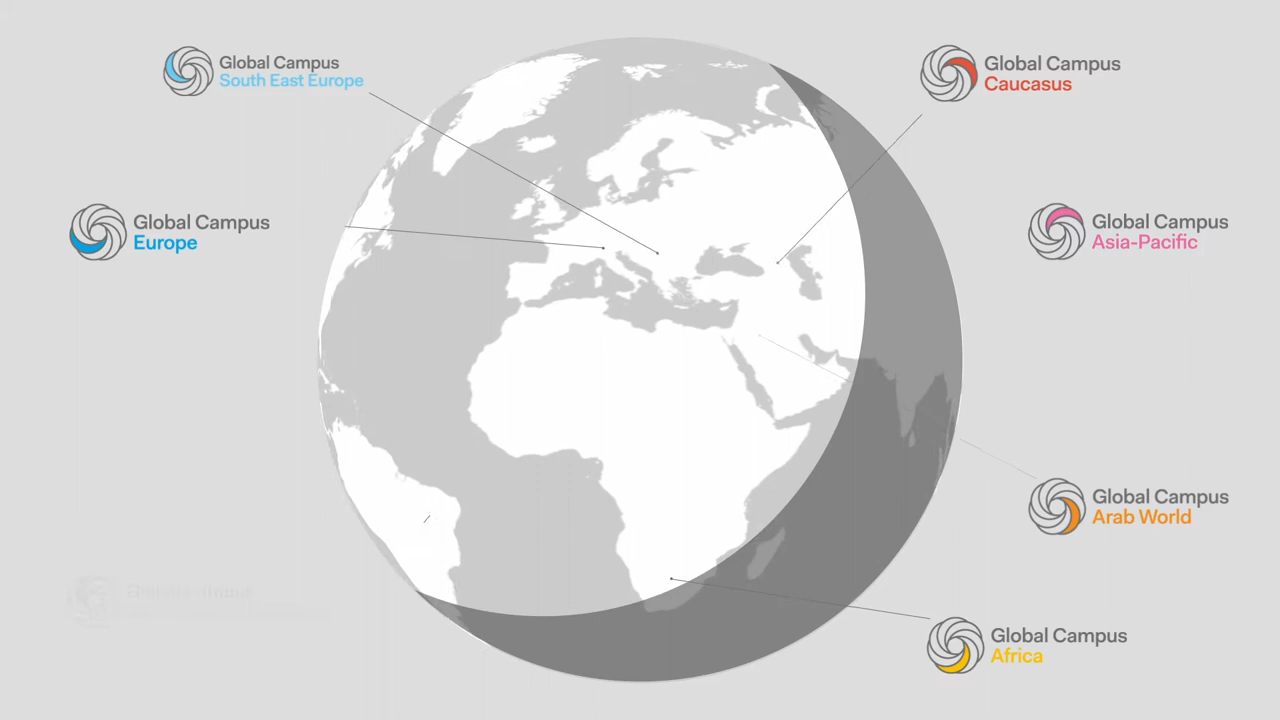 Global Campus
South East Europe
Global Campus
Caucasus
Global Campus
Europe
Global Campus
Asia-Pacific
Global Campus
Arab World
Global Campus
Africa